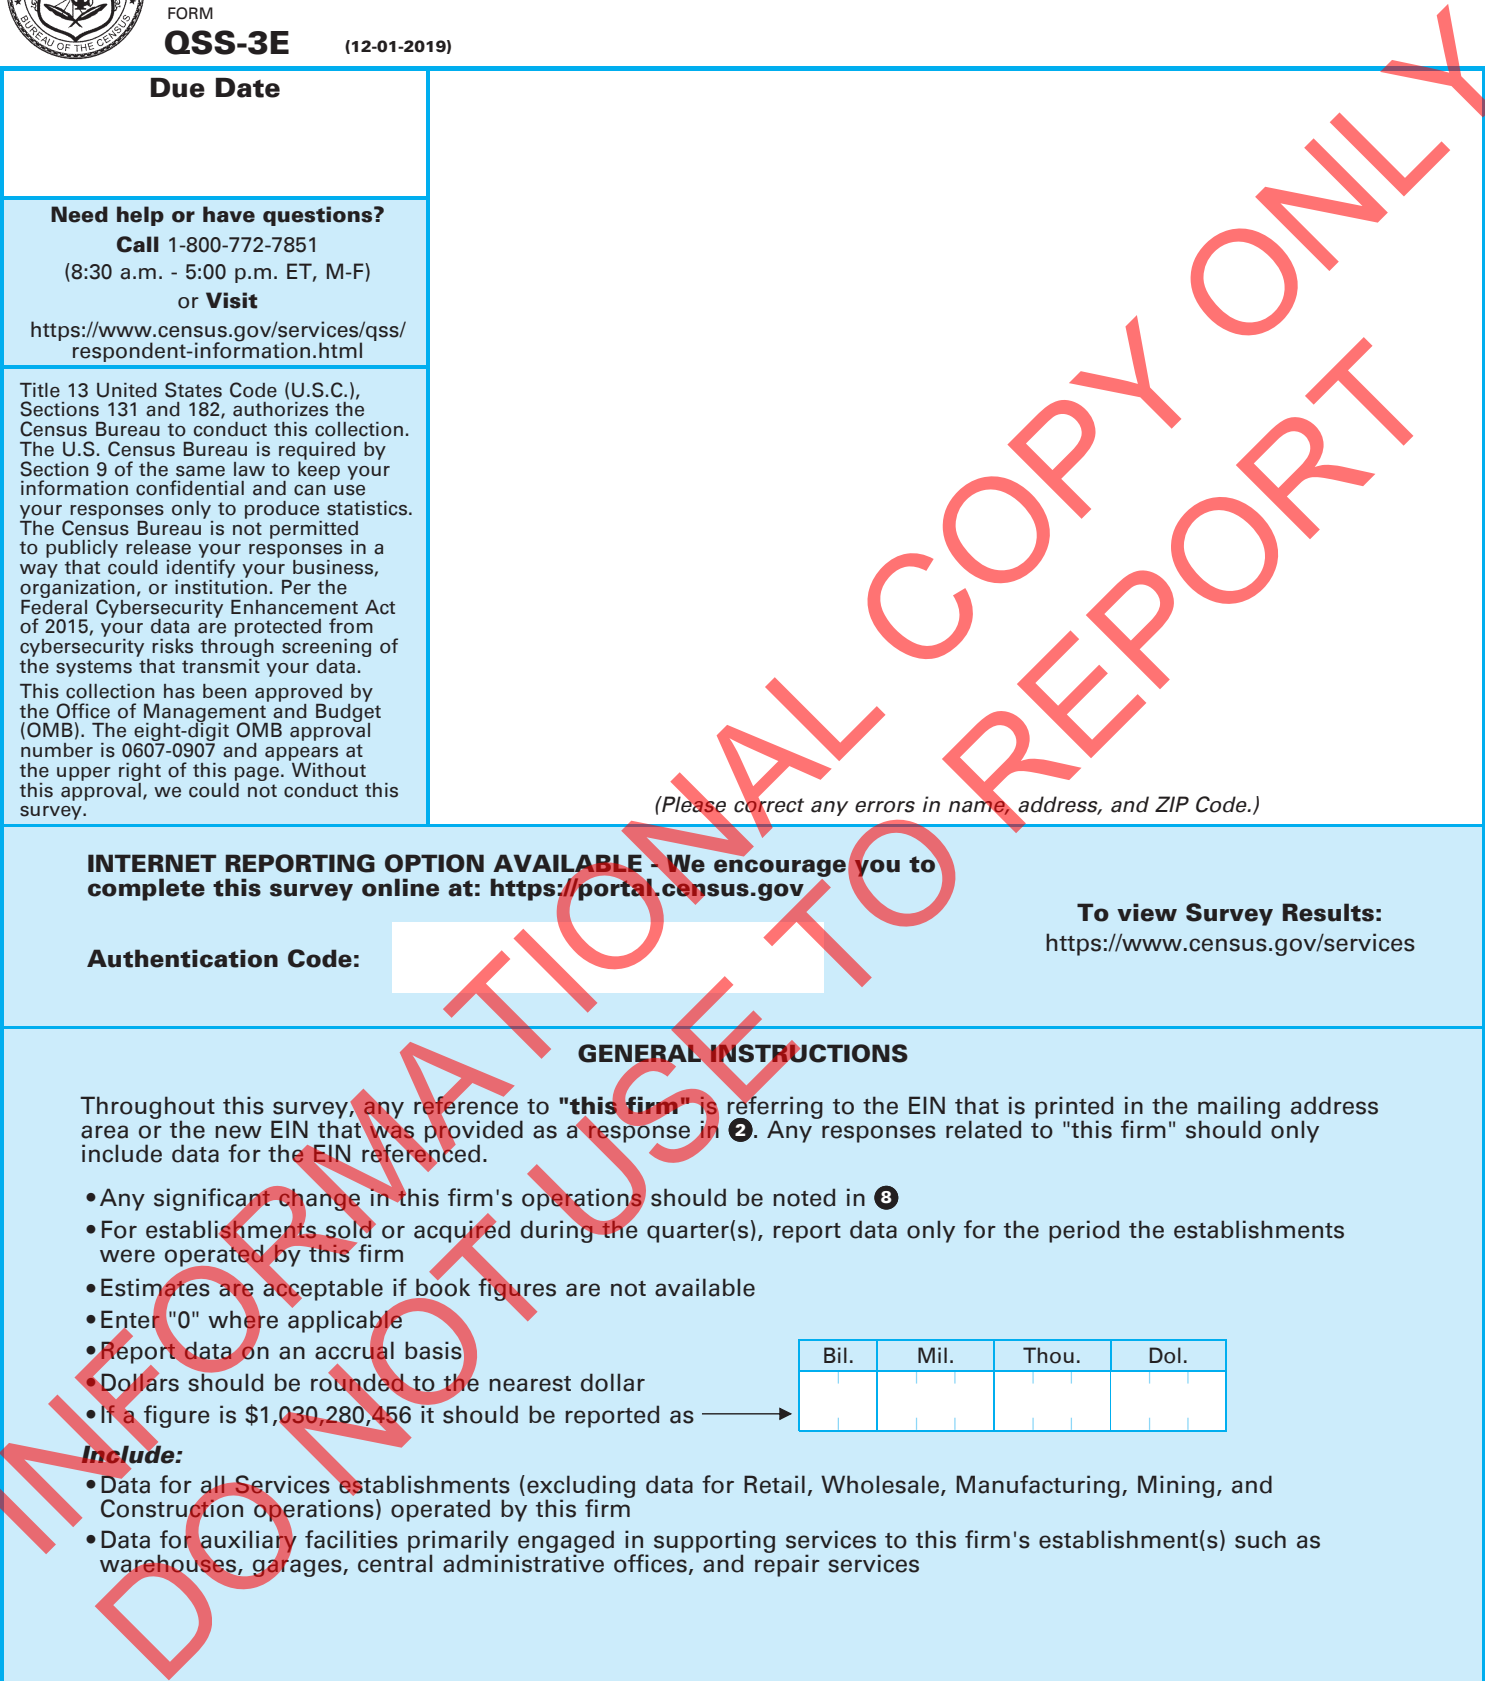 FORM
QSS-3E (12-01-2019)
BUREAU OF THE CENSUS
Due Date
Need help or have questions?
Call 1-800-772-7851
(8:30 a.m. - 5:00 p.m. ET, M-F)
or Visit
https://www.census.gov/services/qss/
respondent-information.html
Title 13 United States Code (U.S.C.),
Sections 131 and 182, authorizes the
Census Bureau to conduct this collection.
The U.S. Census Bureau is required by
Section 9 of the same law to keep your
information confidential and can use
your responses only to produce statistics.
The Census Bureau is not permitted
to publicly release your responses in a
way that could identify your business,
organization, or institution. Per the
Federal Cybersecurity Enhancement Act
of 2015, your data are protected from
cybersecurity risks through screening of
the systems that transmit your data.
This collection has been approved by
the Office of Management and Budget
(OMB). The eight-digit OMB approval
number is 0607-0907 and appears at
the upper right of this page. Without
this approval, we could not conduct this
survey.
(Please correct any errors in name, address, and ZIP Code.)
INTERNET REPORTING OPTION AVAILABLE - We encourage you to
complete this survey online at: https://portal.census.gov
Authentication Code:
To view Survey Results:
https://www.census.gov/services
GENERAL INSTRUCTIONS
Throughout this survey, any reference to "this firm" is referring to the EIN that is printed in the mailing address
area or the new EIN that was provided as a response in 2. Any responses related to "this firm" should only
include data for the EIN referenced.
• Any significant change in this firm's operations should be noted in 8
• For establishments sold or acquired during the quarter(s), report data only for the period the establishments
were operated by this firm
• Estimates are acceptable if book figures are not available
• Enter "0" where applicable
• Report data on an accrual basis
• Dollars should be rounded to the nearest dollar
• If a figure is $1,030,280,456 it should be reported as
Bil. Mil. Thou. Dol.
Include:
• Data for all Services establishments (excluding data for Retail, Wholesale, Manufacturing, Mining, and
Construction operations) operated by this firm
• Data for auxiliary facilities primarily engaged in supporting services to this firm's establishment(s) such as
warehouses, garages, central administrative offices, and repair services
INFORMATIONAL COPY ONLY
DO NOT USE TO REPORT